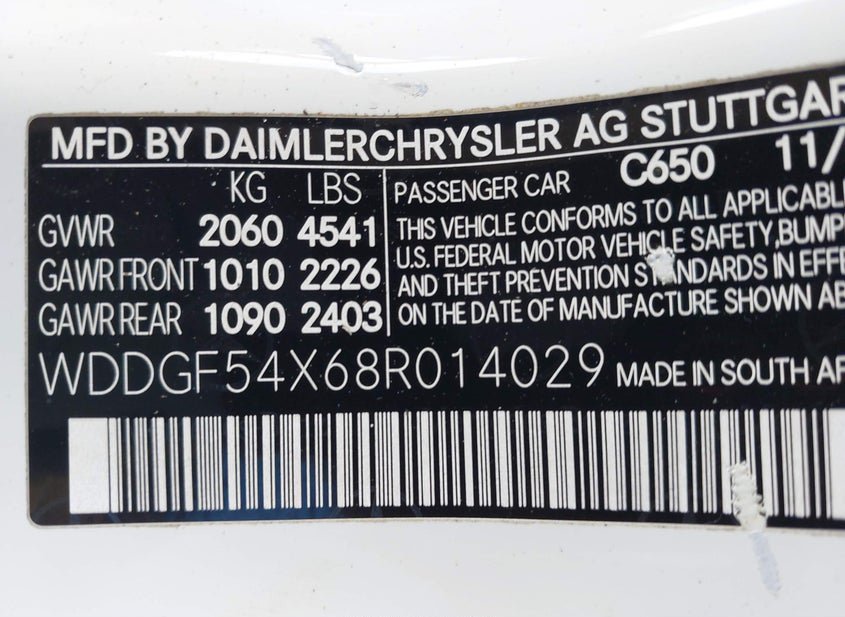 MFD BY DAIMLERCHRYSLER AG STUTTGAR
KG LBS
GVWR 2060 4541
GAWR FRONT 1010 2226
GAWR REAR 1090 2403
PASSENGER CAR C650 11/
THIS VEHICLE CONFORMS TO ALL APPLICABL
U.S. FEDERAL MOTOR VEHICLE SAFETY,BUMP
AND THEFT PREVENTION STANDARDS IN EFFE
ON THE DATE OF MANUFACTURE SHOWN AB
WDDGF54X68R014029 MADE IN SOUTH AF